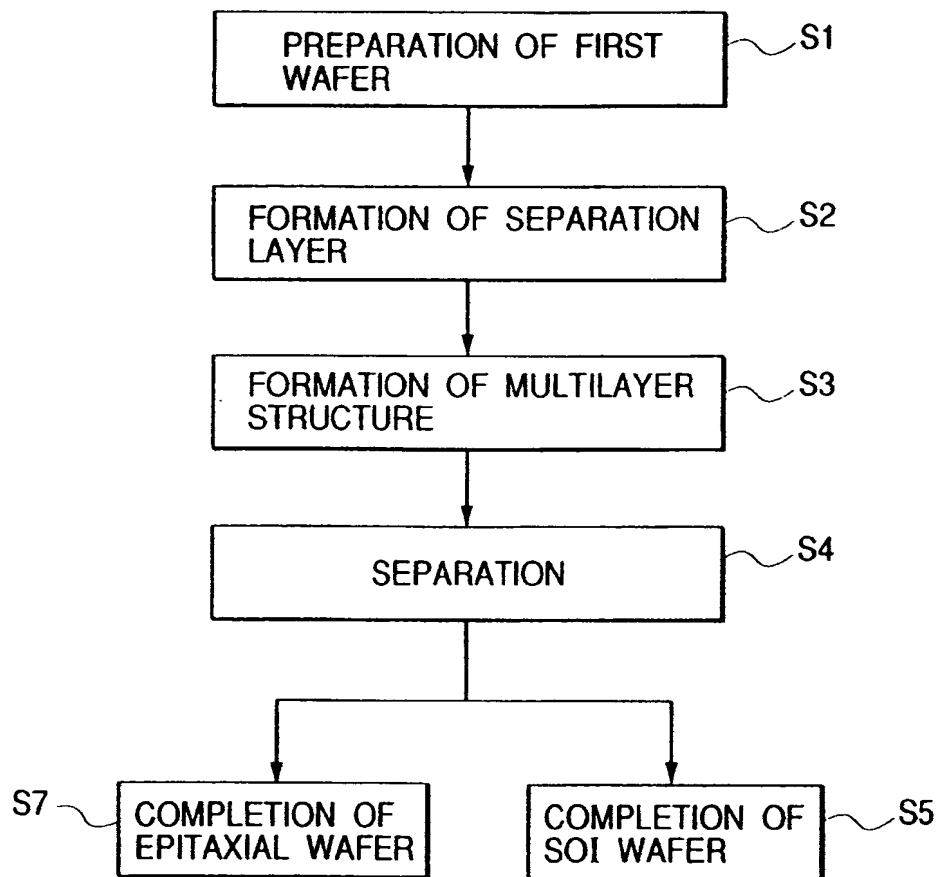 PREPARATION OF FIRST
WAFER
S1
FORMATION OF SEPARATION
LAYER
S2
FORMATION OF MULTILAYER
STRUCTURE
S3
SEPARATION
S4
S7
COMPLETION OF
EPITAXIAL WAFER
COMPLETION OF
SOI WAFER
S5